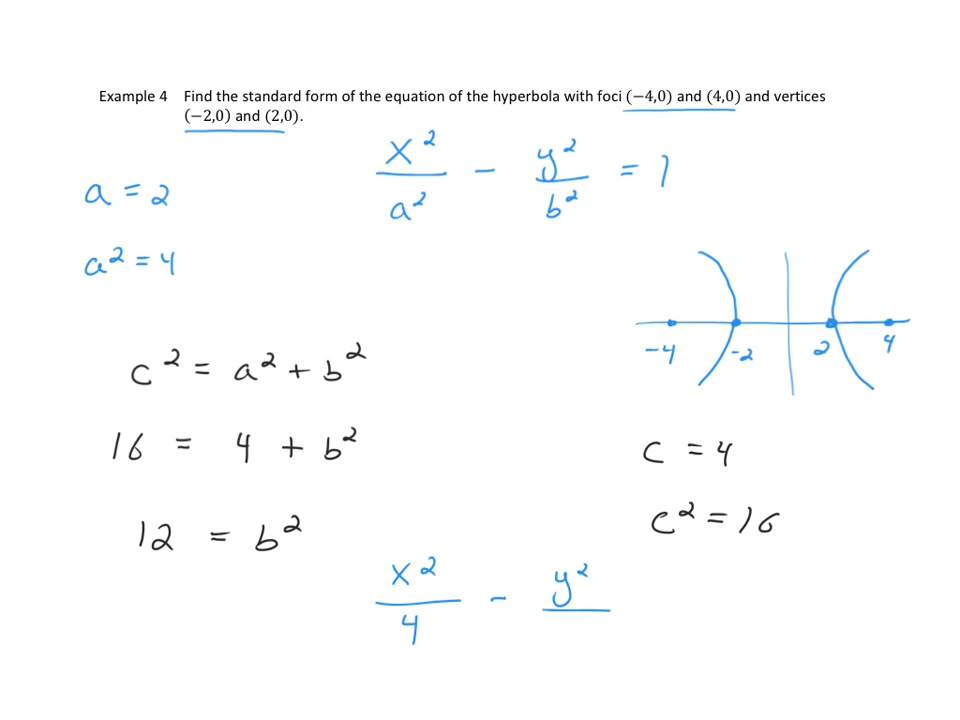 Example 4 Find the standard form of the equation of the hyperbola with foci (−4,0) and (4,0) and vertices
(−2,0) and (2,0).
x²/a² − y²/b² = 1
a = 2
a² = 4
−4 −2 2 4
c² = a² + b²
16 = 4 + b²
c = 4
c² = 16
12 = b²
x²/4 − y²